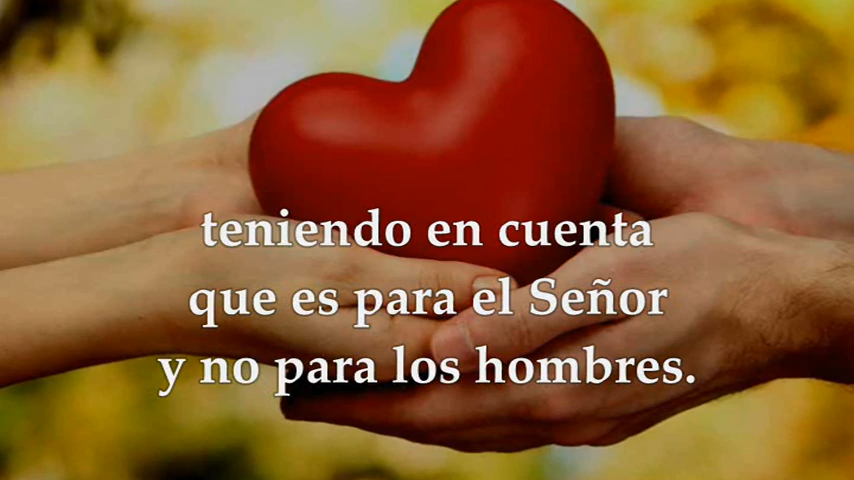 teniendo en cuenta
que es para el Señor
y no para los hombres.